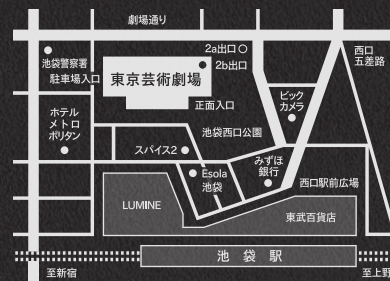 劇場通り
2a出口
2b出口
西口
五差路
池袋警察署
駐車場入口
東京芸術劇場
正面入口
ビック
カメラ
ホテル
メトロ
ポリタン
池袋西口公園
スパイス2
みずほ
銀行
Esola
池袋
西口駅前広場
LUMINE
東武百貨店
池袋駅
至新宿
至上野